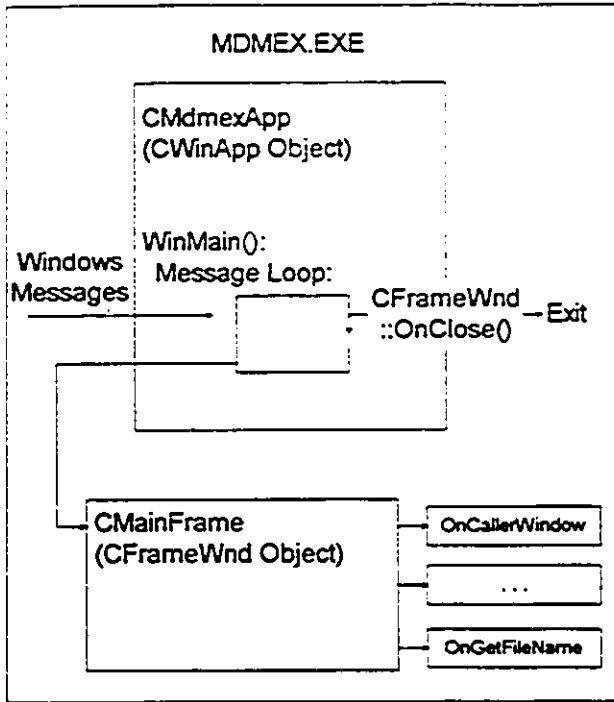 MDMEX.EXE
CMdmexApp
(CWinApp Object)
WinMain():
Message Loop:
Windows
Messages
CFrameWnd
::OnClose()
Exit
CMainFrame
(CFrameWnd Object)
OnCallerWindow
...
OnGetFileName